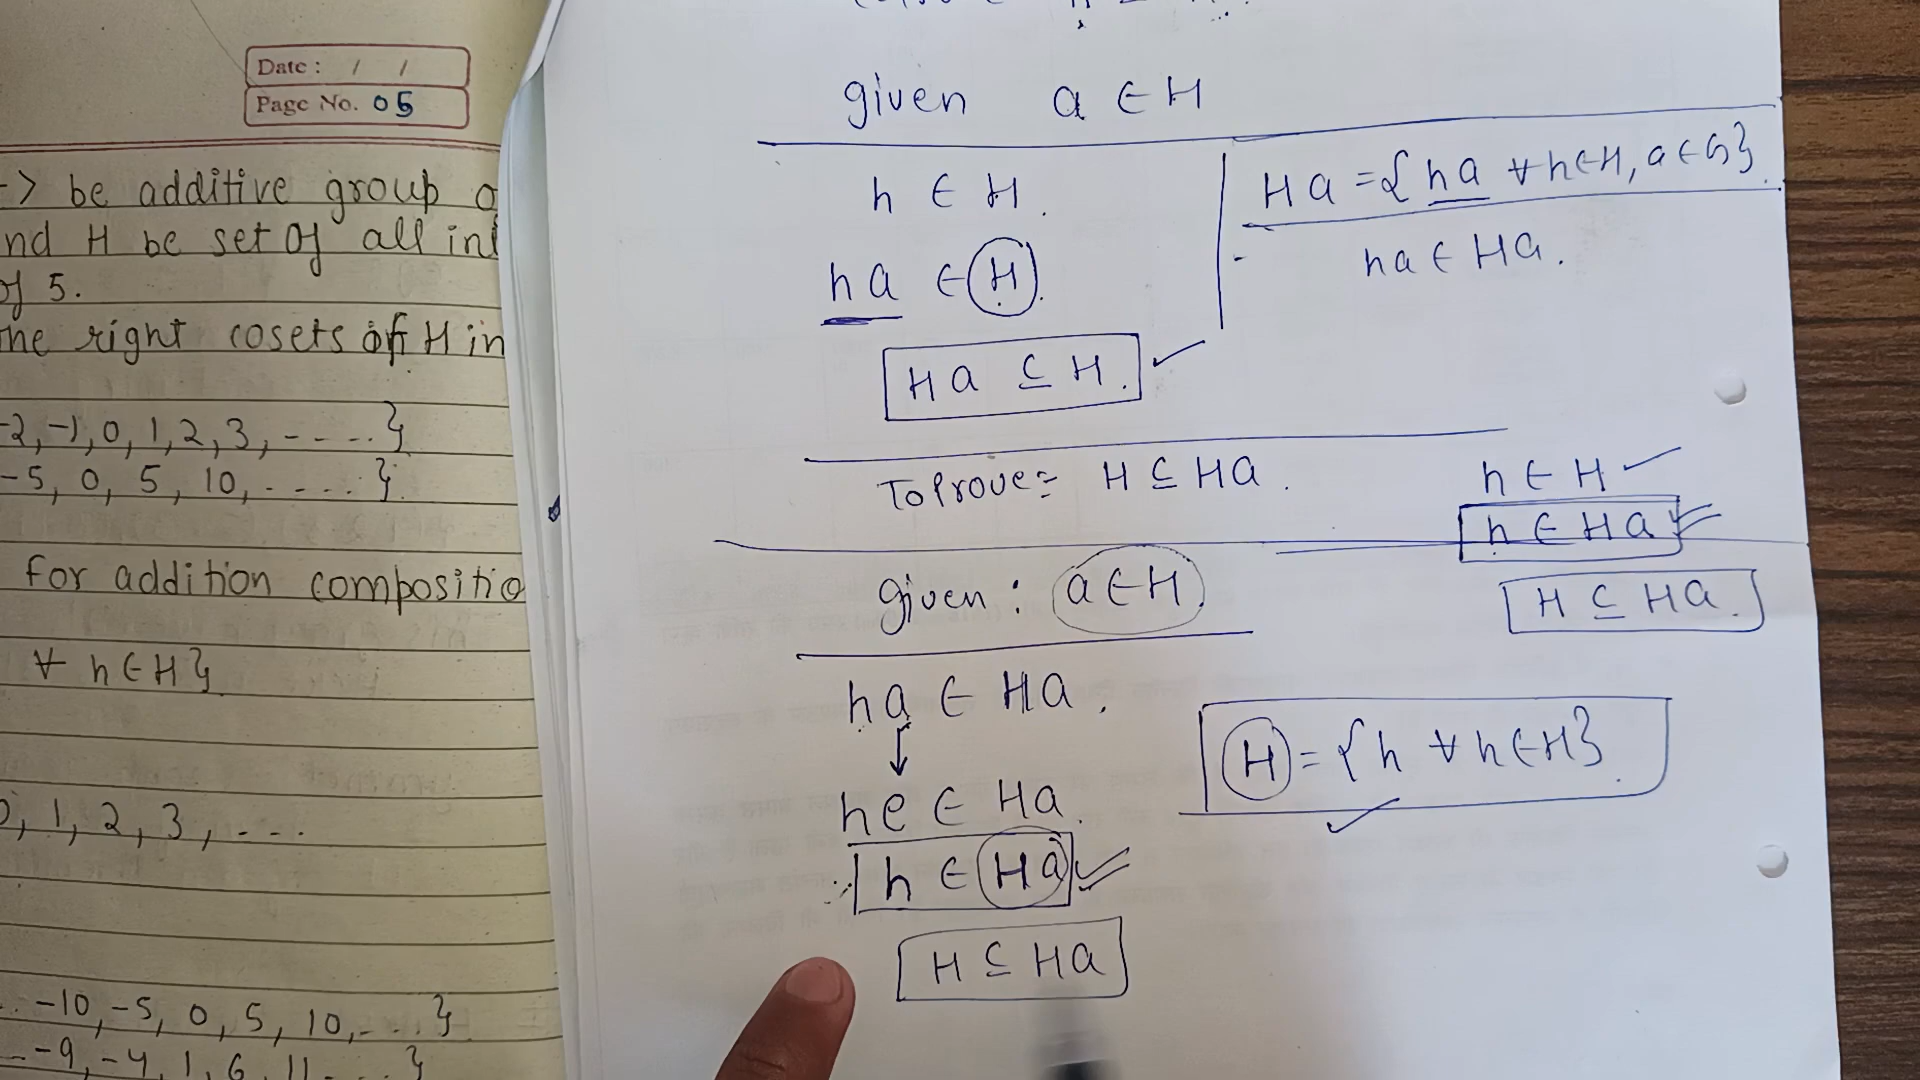 Date : / /
Page No. 05
-> be additive group o
nd H be set of all int
of 5.
he right cosets of H in
-2, -1, 0, 1, 2, 3, - - - . . }
-5, 0, 5, 10, . - - . . }.
for addition compositio
∀ h ∈ H }
0, 1, 2, 3, - - - .
. . -10, -5, 0, 5, 10, - . . . }
- - -9, -4, 1, 6, 11 - . . . }
given a ∈ H
h ∈ H.
ha ∈ H.
Ha ⊆ H.
Ha = { ha ∀ h ∈ H, a ∈ G }.
ha ∈ Ha.
To Prove = H ⊆ Ha.
h ∈ H
h ∈ Ha
H ⊆ Ha.
given : a ∈ H.
ha ∈ Ha.
↓
he ∈ Ha.
h ∈ Ha
H ⊆ Ha
H = { h ∀ h ∈ H }.